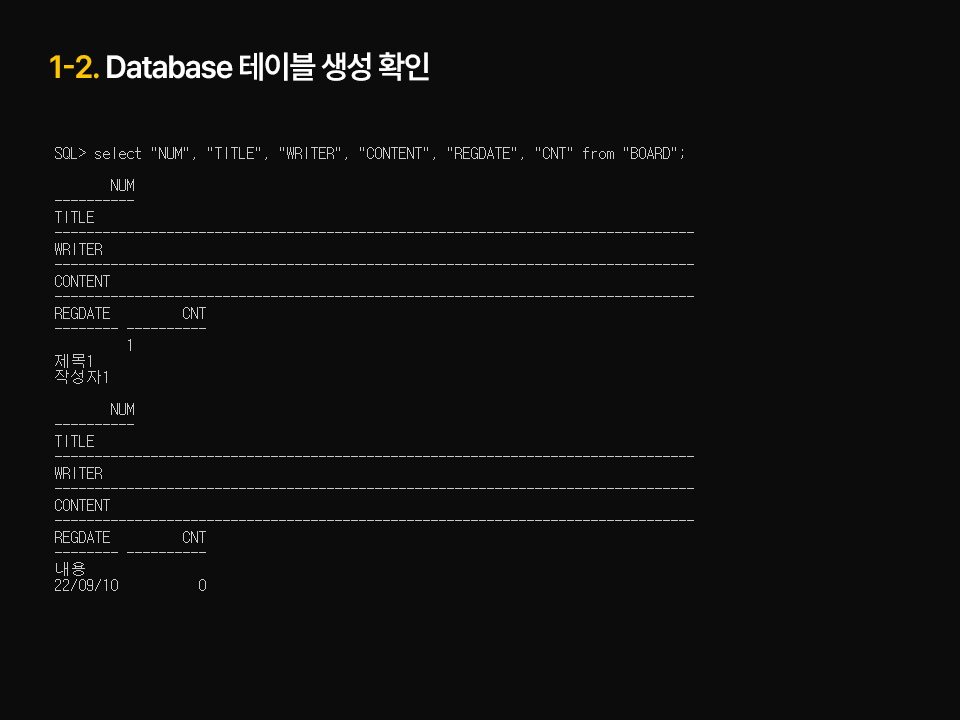 1-2. Database 테이블 생성 확인
SQL> select "NUM", "TITLE", "WRITER", "CONTENT", "REGDATE", "CNT" from "BOARD";
NUM
----------
TITLE
--------------------------------------------------------------------------------
WRITER
--------------------------------------------------------------------------------
CONTENT
--------------------------------------------------------------------------------
REGDATE         CNT
-------- ----------
1
제목1
작성자1
NUM
----------
TITLE
--------------------------------------------------------------------------------
WRITER
--------------------------------------------------------------------------------
CONTENT
--------------------------------------------------------------------------------
REGDATE         CNT
-------- ----------
내용
22/09/10          0